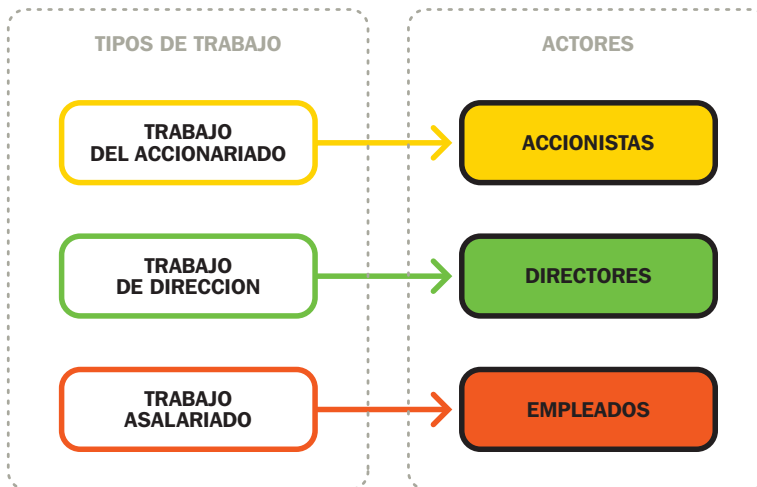 TIPOS DE TRABAJO
ACTORES
TRABAJO
DEL ACCIONARIADO
ACCIONISTAS
TRABAJO
DE DIRECCION
DIRECTORES
TRABAJO
ASALARIADO
EMPLEADOS